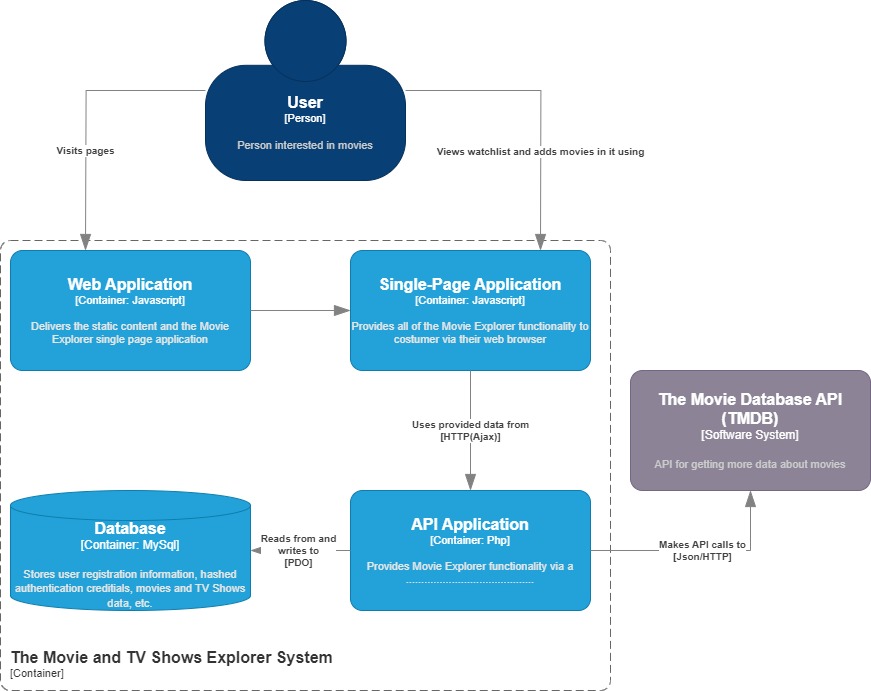 User
[Person]
Person interested in movies
Visits pages
Views watchlist and adds movies in it using
Web Application
[Container: Javascript]
Delivers the static content and the Movie
Explorer single page application
Single-Page Application
[Container: Javascript]
Provides all of the Movie Explorer functionality to
costumer via their web browser
Uses provided data from
[HTTP(Ajax)]
The Movie Database API
(TMDB)
[Software System]
API for getting more data about movies
Database
[Container: MySql]
Stores user registration information, hashed
authentication creditials, movies and TV Shows
data, etc.
Reads from and
writes to
[PDO]
API Application
[Container: Php]
Provides Movie Explorer functionality via a
..........................................
Makes API calls to
[Json/HTTP]
The Movie and TV Shows Explorer System
[Container]